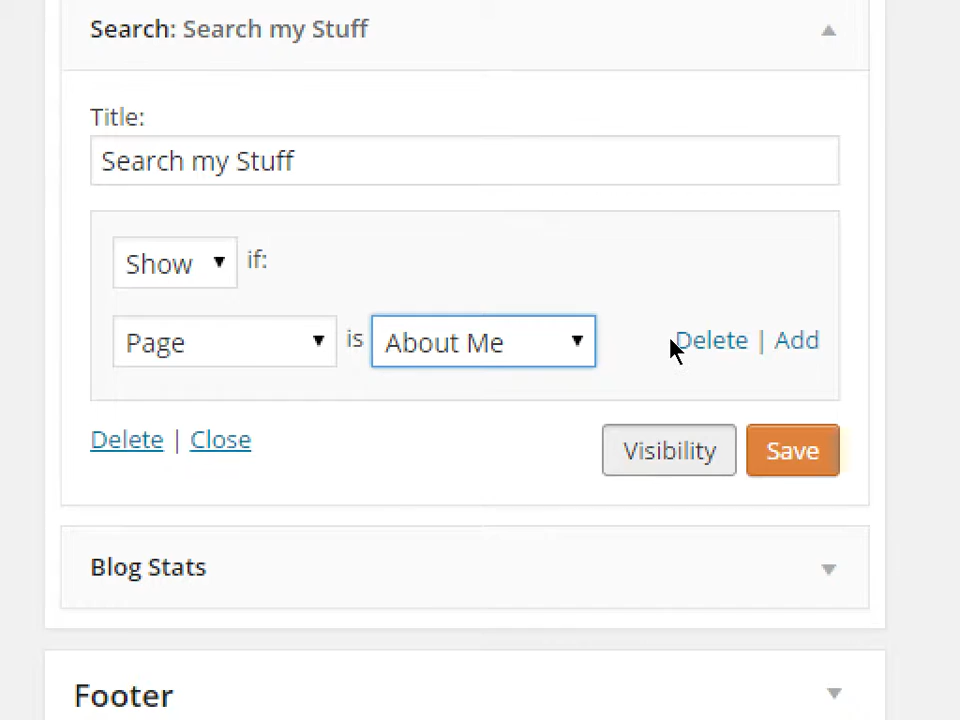 Search: Search my Stuff
Title:
Search my Stuff
Show if:
Page is About Me Delete | Add
Delete | Close Visibility Save
Blog Stats
Footer